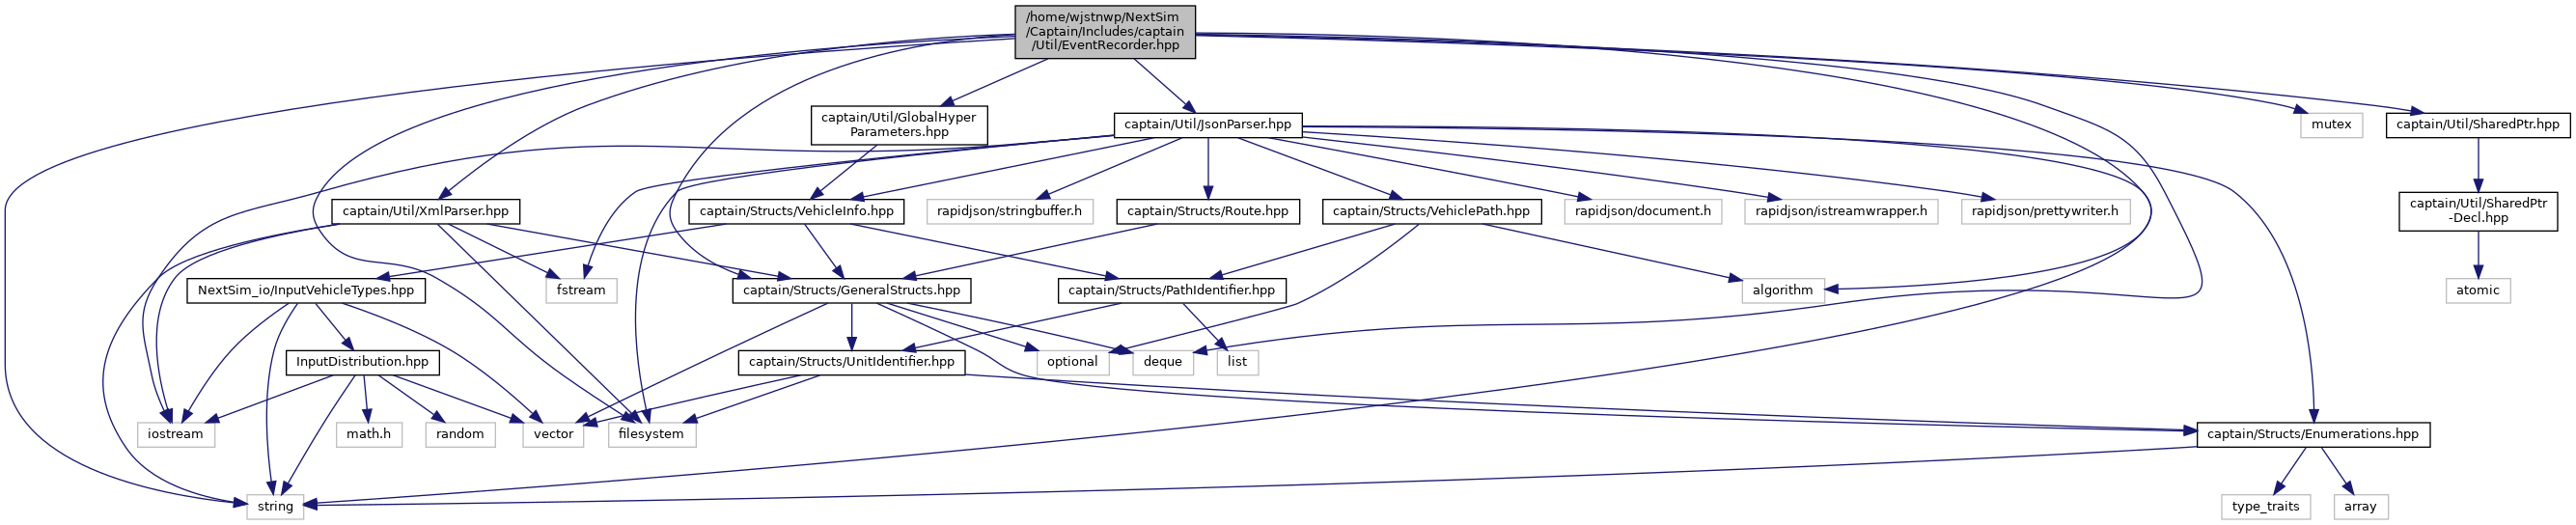 /home/wjstnwp/NextSim
/Captain/Includes/captain
/Util/EventRecorder.hpp
captain/Util/GlobalHyper
Parameters.hpp
captain/Util/JsonParser.hpp
mutex
captain/Util/SharedPtr.hpp
captain/Util/XmlParser.hpp
captain/Structs/VehicleInfo.hpp
rapidjson/stringbuffer.h
captain/Structs/Route.hpp
captain/Structs/VehiclePath.hpp
rapidjson/document.h
rapidjson/istreamwrapper.h
rapidjson/prettywriter.h
captain/Util/SharedPtr
-Decl.hpp
NextSim_io/InputVehicleTypes.hpp
fstream
captain/Structs/GeneralStructs.hpp
captain/Structs/PathIdentifier.hpp
algorithm
atomic
InputDistribution.hpp
captain/Structs/UnitIdentifier.hpp
optional
deque
list
iostream
math.h
random
vector
filesystem
captain/Structs/Enumerations.hpp
string
type_traits
array